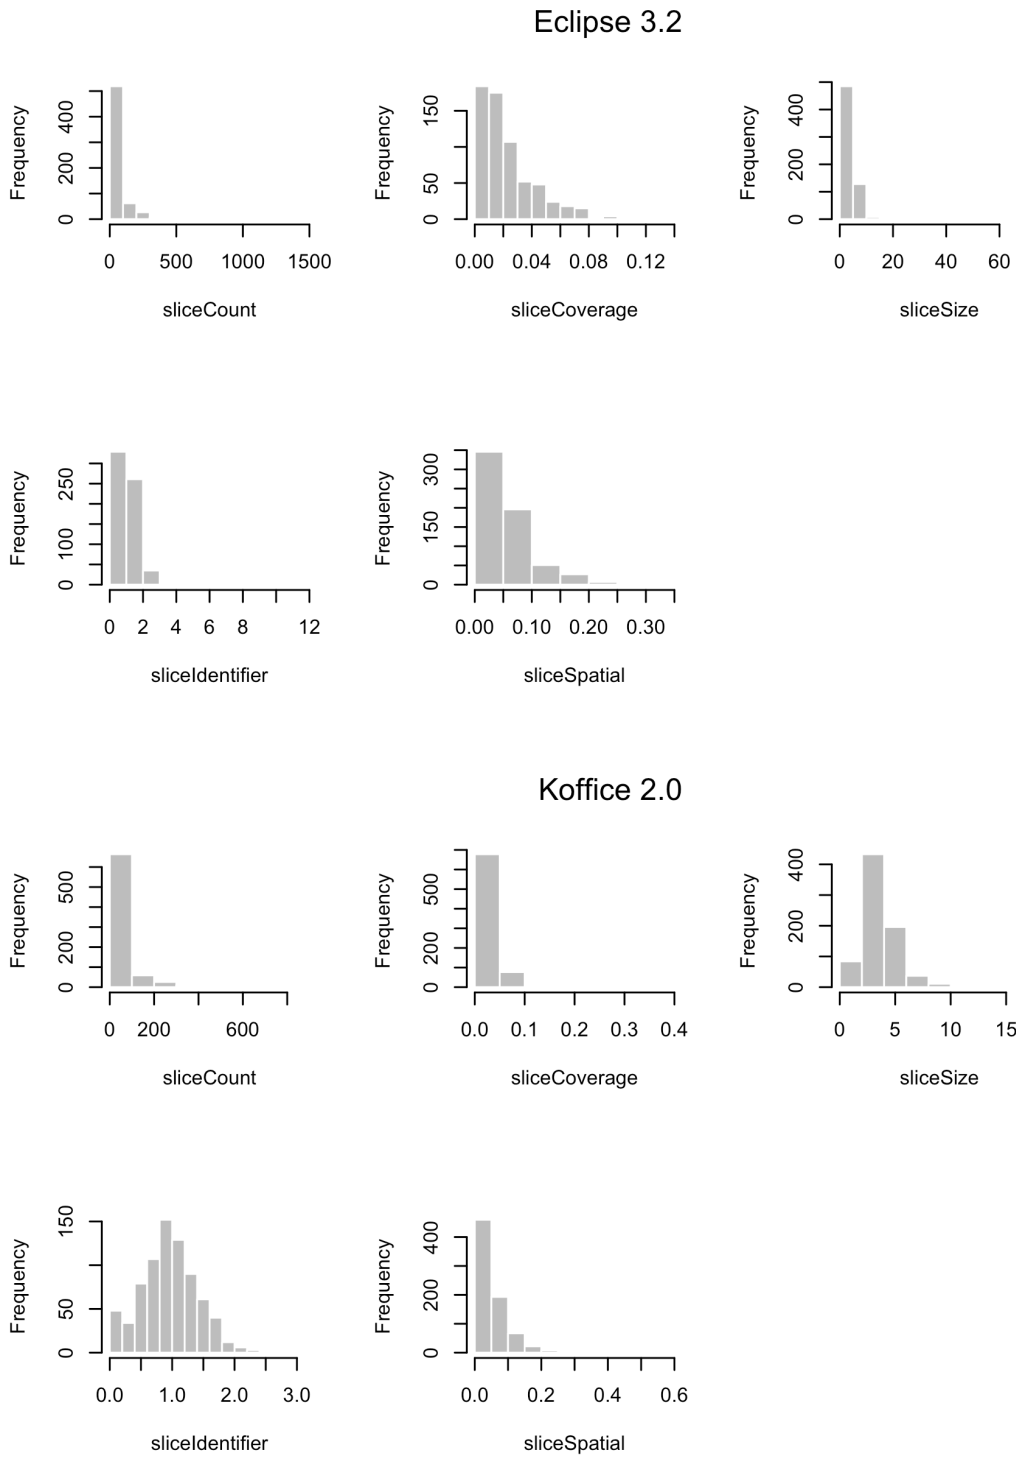 Eclipse 3.2
Frequency
0 200 400
0 500 1000 1500
sliceCount
Frequency
0 50 150
0.00 0.04 0.08 0.12
sliceCoverage
Frequency
0 200 400
0 20 40 60
sliceSize
Frequency
0 100 250
0 2 4 6 8 12
sliceIdentifier
Frequency
0 150 300
0.00 0.10 0.20 0.30
sliceSpatial
Koffice 2.0
Frequency
0 200 500
0 200 600
sliceCount
Frequency
0 200 500
0.0 0.1 0.2 0.3 0.4
sliceCoverage
Frequency
0 200 400
0 5 10 15
sliceSize
Frequency
0 50 150
0.0 1.0 2.0 3.0
sliceIdentifier
Frequency
0 200 400
0.0 0.2 0.4 0.6
sliceSpatial